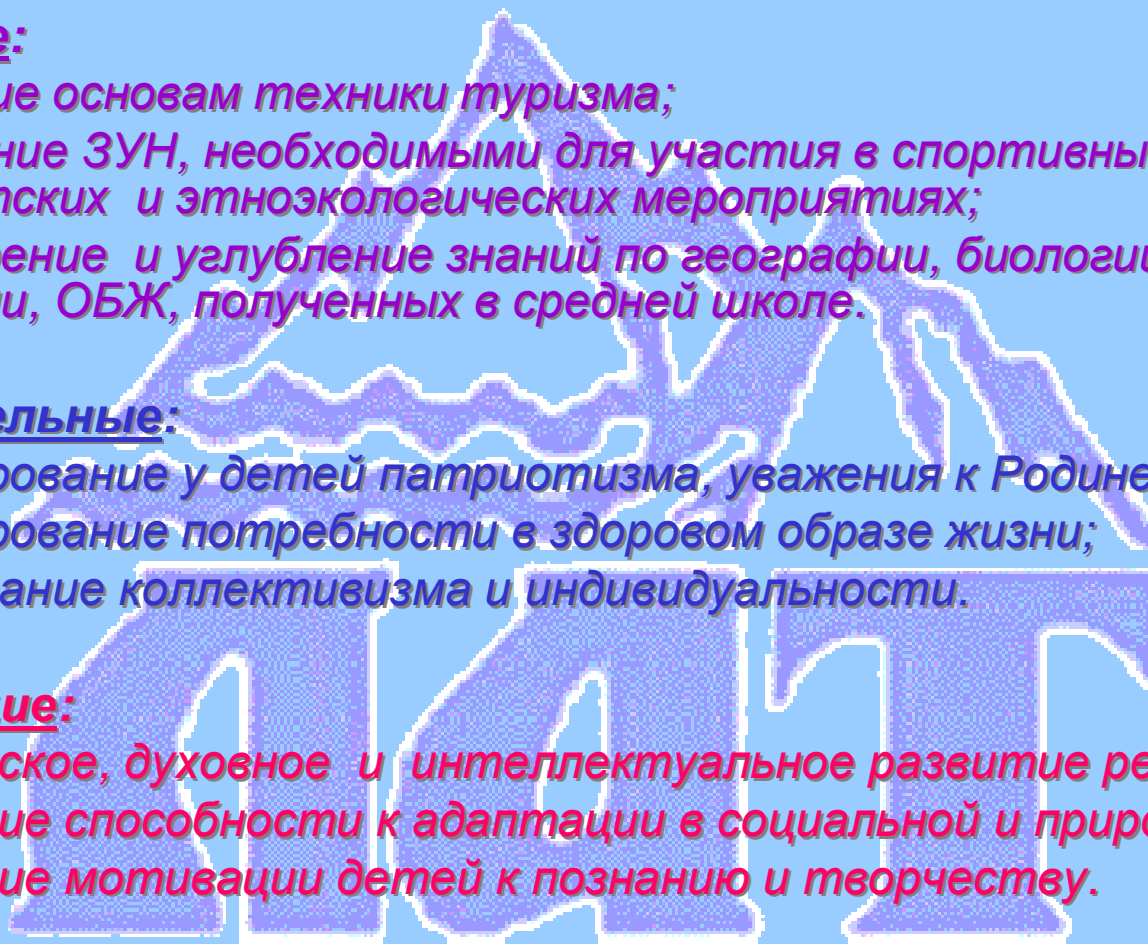 е:
ие основам техники туризма;
ние ЗУН, необходимыми для участия в спортивны
тских и этноэкологических мероприятиях;
рение и углубление знаний по географии, биологии
и, ОБЖ, полученных в средней школе.
ельные:
рование у детей патриотизма, уважения к Родине
рование потребности в здоровом образе жизни;
ание коллективизма и индивидуальности.
щие:
ское, духовное и интеллектуальное развитие ре
ие способности к адаптации в социальной и приро
ие мотивации детей к познанию и творчеству.